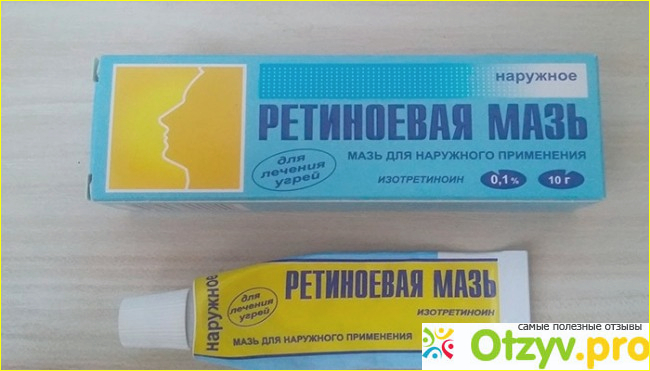 наружное
РЕТИНОЕВАЯ МАЗЬ
МАЗЬ ДЛЯ НАРУЖНОГО ПРИМЕНЕНИЯ
для
лечения
угрей
ИЗОТРЕТИНОИН
0,1%
10 г
наружное
для
лечения
угрей
РЕТИНОЕВАЯ МАЗЬ
ИЗОТРЕТИНОИН
МАЗЬ ДЛЯ НАРУЖНОГО ПРИМЕНЕНИЯ
самые полезные отзывы
Otzyv.pro